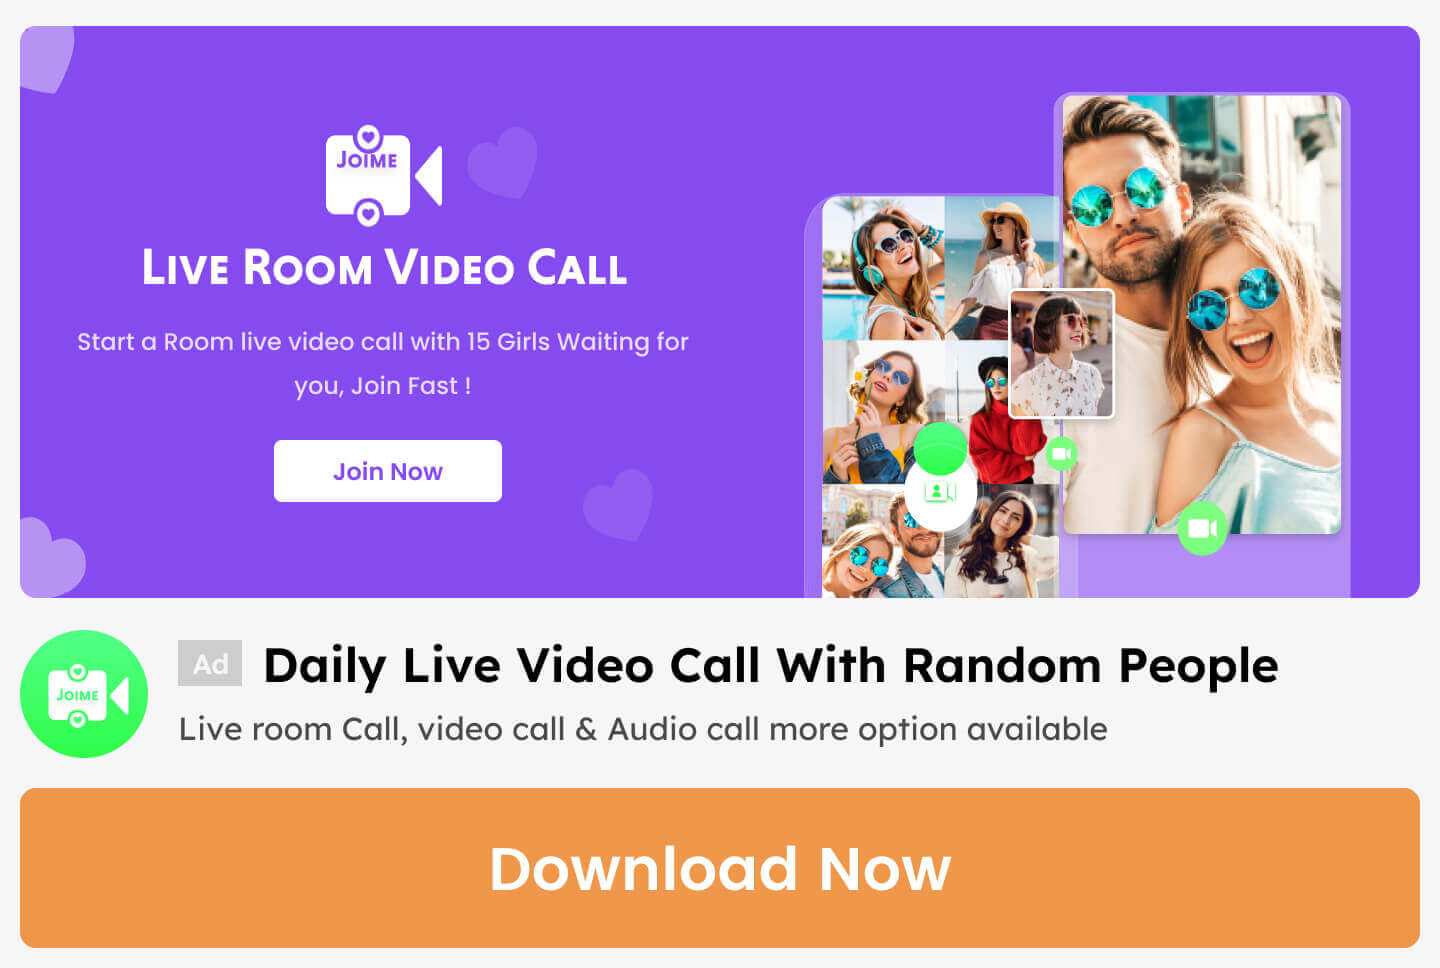 JOIME
LIVE ROOM VIDEO CALL
Start a Room live video call with 15 Girls Waiting for
you, Join Fast !
Join Now
JOIME
Ad Daily Live Video Call With Random People
Live room Call, video call & Audio call more option available
Download Now